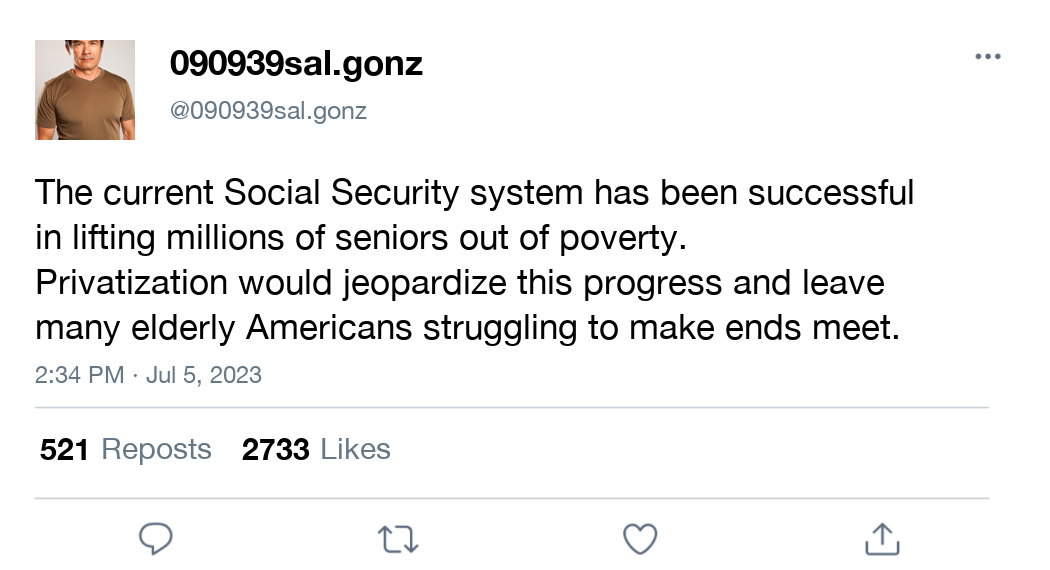 090939sal.gonz
@090939sal.gonz
The current Social Security system has been successful
in lifting millions of seniors out of poverty.
Privatization would jeopardize this progress and leave
many elderly Americans struggling to make ends meet.
2:34 PM · Jul 5, 2023
521 Reposts 2733 Likes